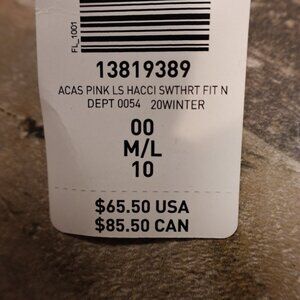 FL_1001
13819389
ACAS PINK LS HACCI SWTHRT FIT N
DEPT 0054 20WINTER
00
M/L
10
$65.50 USA
$85.50 CAN